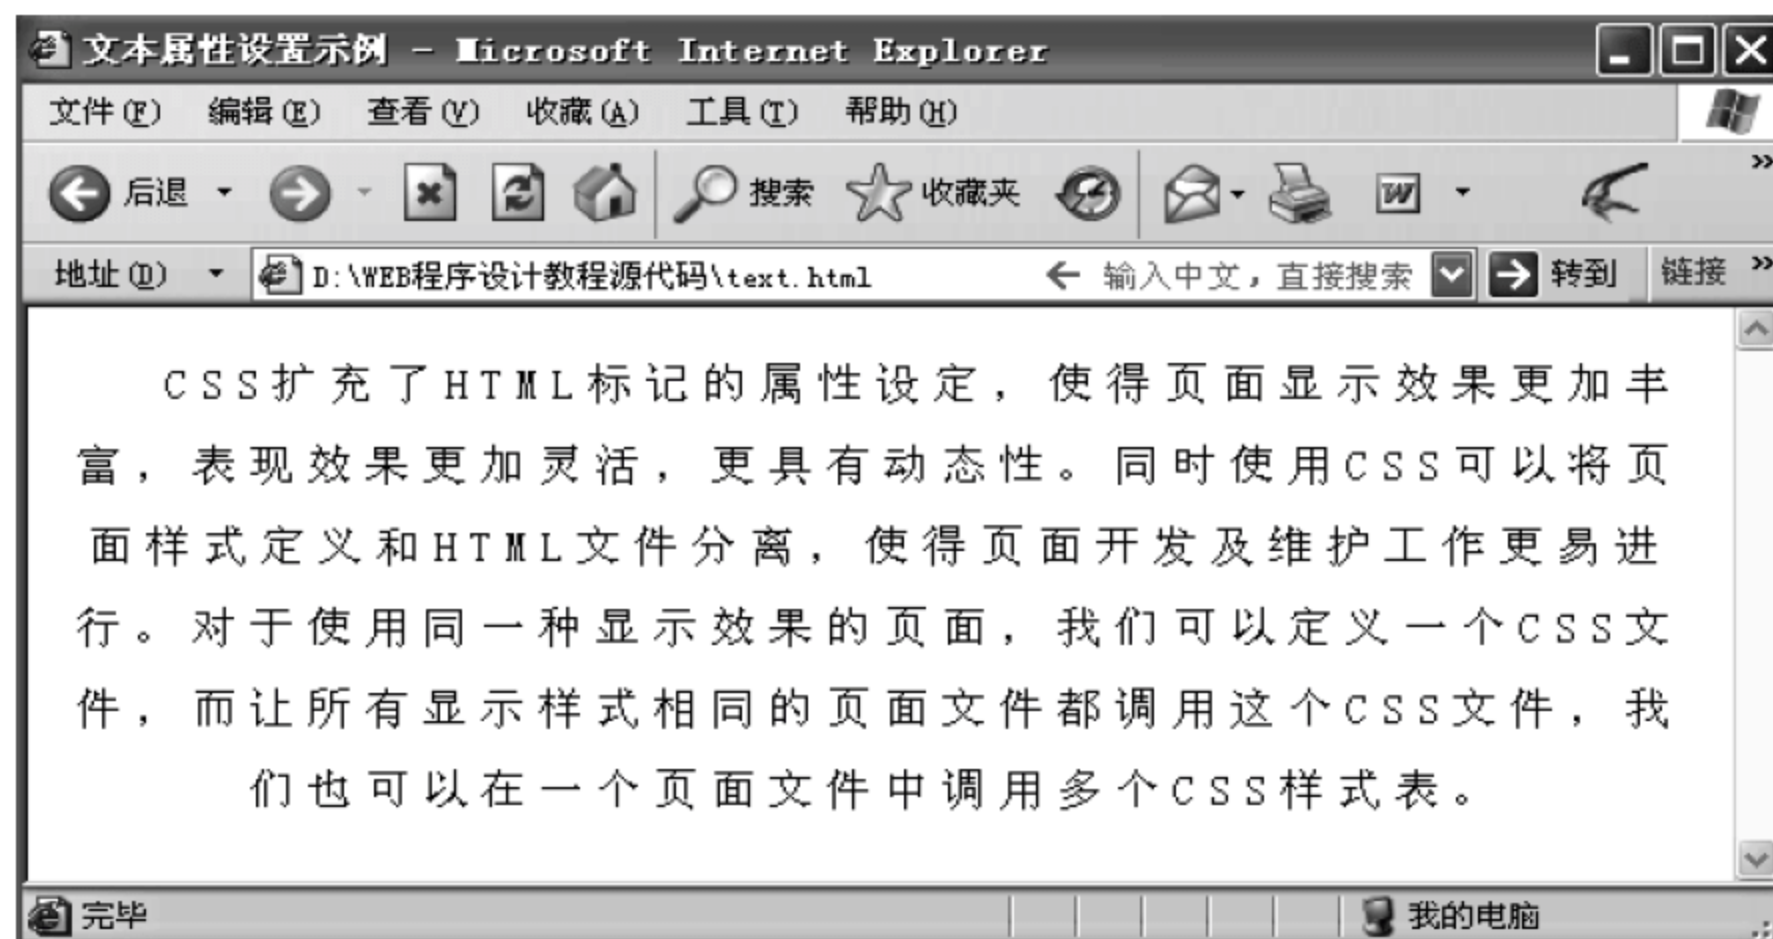 文本属性设置示例 - Microsoft Internet Explorer
文件(F) 编辑(E) 查看(V) 收藏(A) 工具(T) 帮助(H)
后退 搜索 收藏夹 W »
地址(D) D:\WEB程序设计教程源代码\text.html ← 输入中文，直接搜索 转到 链接 »
CSS扩充了HTML标记的属性设定，使得页面显示效果更加丰
富，表现效果更加灵活，更具有动态性。同时使用CSS可以将页
面样式定义和HTML文件分离，使得页面开发及维护工作更易进
行。对于使用同一种显示效果的页面，我们可以定义一个CSS文
件，而让所有显示样式相同的页面文件都调用这个CSS文件，我
们也可以在一个页面文件中调用多个CSS样式表。
完毕 我的电脑